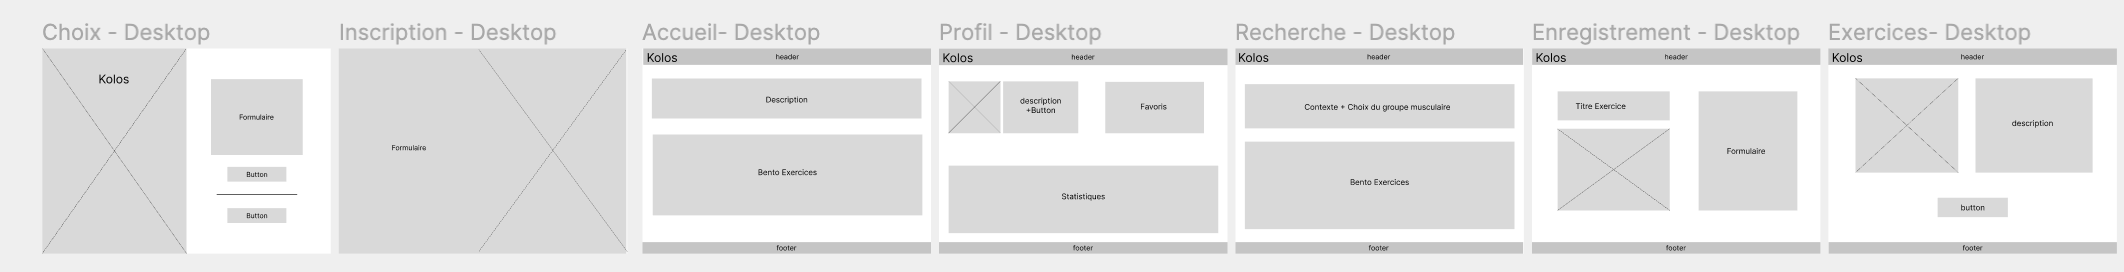 Choix - Desktop
Kolos
Formulaire
Button
Button
Inscription - Desktop
Formulaire
Accueil- Desktop
Kolos
header
Description
Bento Exercices
footer
Profil - Desktop
Kolos
header
description
+Button
Favoris
Statistiques
footer
Recherche - Desktop
Kolos
header
Contexte + Choix du groupe musculaire
Bento Exercices
footer
Enregistrement - Desktop
Kolos
header
Titre Exercice
Formulaire
footer
Exercices- Desktop
Kolos
header
description
button
footer